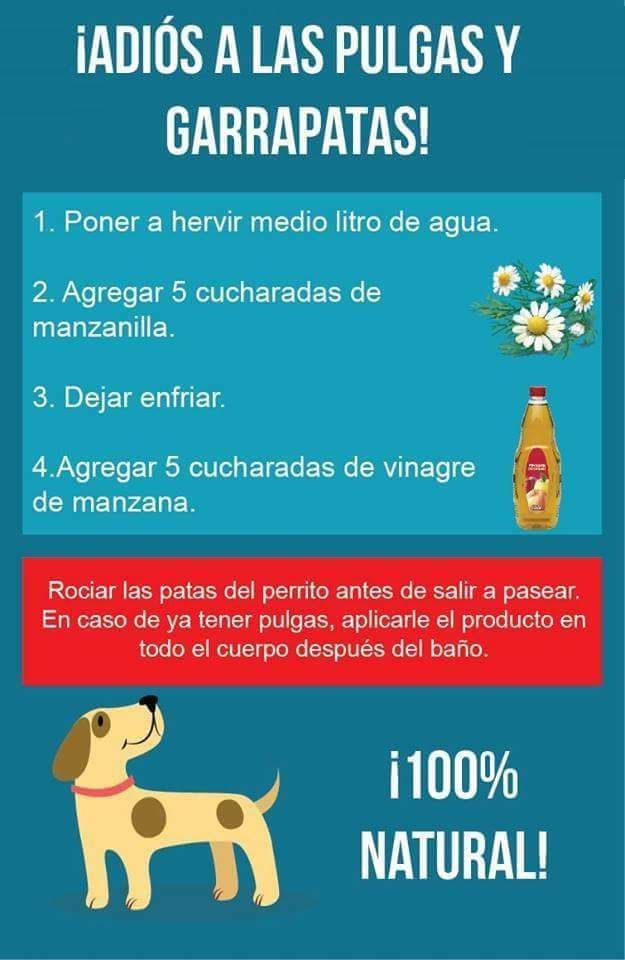 ¡ADIÓS A LAS PULGAS Y
GARRAPATAS!
1. Poner a hervir medio litro de agua.
2. Agregar 5 cucharadas de
manzanilla.
3. Dejar enfriar.
4.Agregar 5 cucharadas de vinagre
de manzana.
Rociar las patas del perrito antes de salir a pasear.
En caso de ya tener pulgas, aplicarle el producto en
todo el cuerpo después del baño.
¡100%
NATURAL!